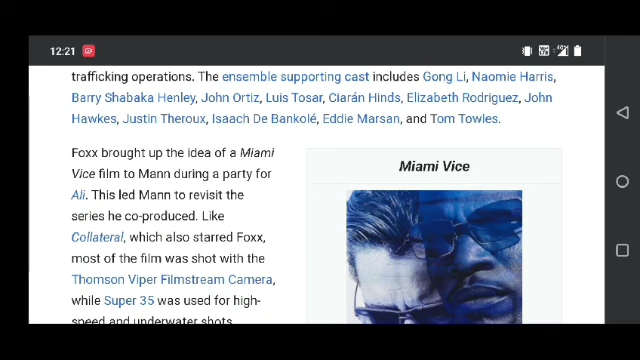 12:21
trafficking operations. The ensemble supporting cast includes Gong Li, Naomie Harris,
Barry Shabaka Henley, John Ortiz, Luis Tosar, Ciarán Hinds, Elizabeth Rodriguez, John
Hawkes, Justin Theroux, Isaach De Bankolé, Eddie Marsan, and Tom Towles.
Foxx brought up the idea of a Miami
Vice film to Mann during a party for
Ali. This led Mann to revisit the
series he co-produced. Like
Collateral, which also starred Foxx,
most of the film was shot with the
Thomson Viper Filmstream Camera,
while Super 35 was used for high-
speed and underwater shots.
Miami Vice